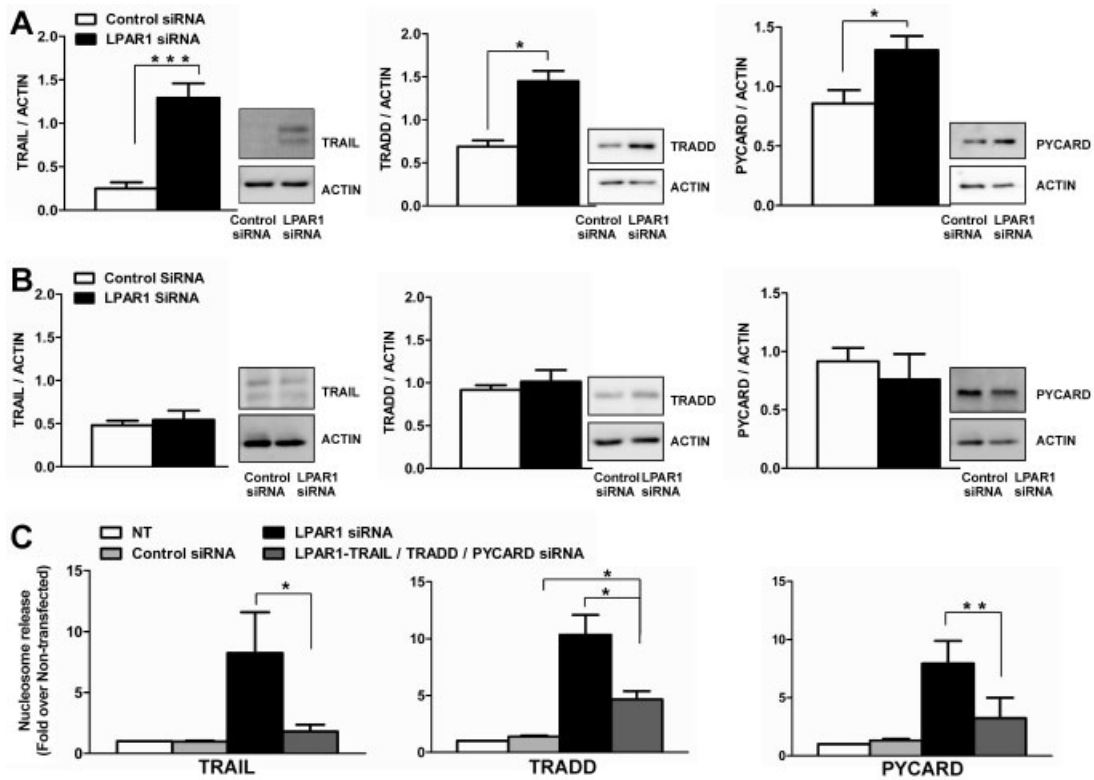 A
Control siRNA
LPAR1 siRNA
TRAIL / ACTIN
2.0
1.5
1.0
0.5
0.0
* * *
TRAIL
ACTIN
Control LPAR1
siRNA siRNA
TRADD / ACTIN
2.0
1.5
1.0
0.5
0.0
*
TRADD
ACTIN
Control LPAR1
siRNA siRNA
PYCARD / ACTIN
1.5
1.0
0.5
0.0
*
PYCARD
ACTIN
Control LPAR1
siRNA siRNA
B
Control SiRNA
LPAR1 SiRNA
TRAIL / ACTIN
2.0
1.5
1.0
0.5
0.0
TRAIL
ACTIN
Control LPAR1
siRNA siRNA
TRADD / ACTIN
2.0
1.5
1.0
0.5
0.0
TRADD
ACTIN
Control LPAR1
siRNA siRNA
PYCARD / ACTIN
1.5
1.0
0.5
0.0
PYCARD
ACTIN
Control LPAR1
siRNA siRNA
C
NT
LPAR1 siRNA
Control siRNA
LPAR1-TRAIL / TRADD / PYCARD siRNA
Nucleosome release
(Fold over Non-transfected)
15
10
5
0
*
TRAIL
15
10
5
0
*
*
TRADD
15
10
5
0
* *
PYCARD